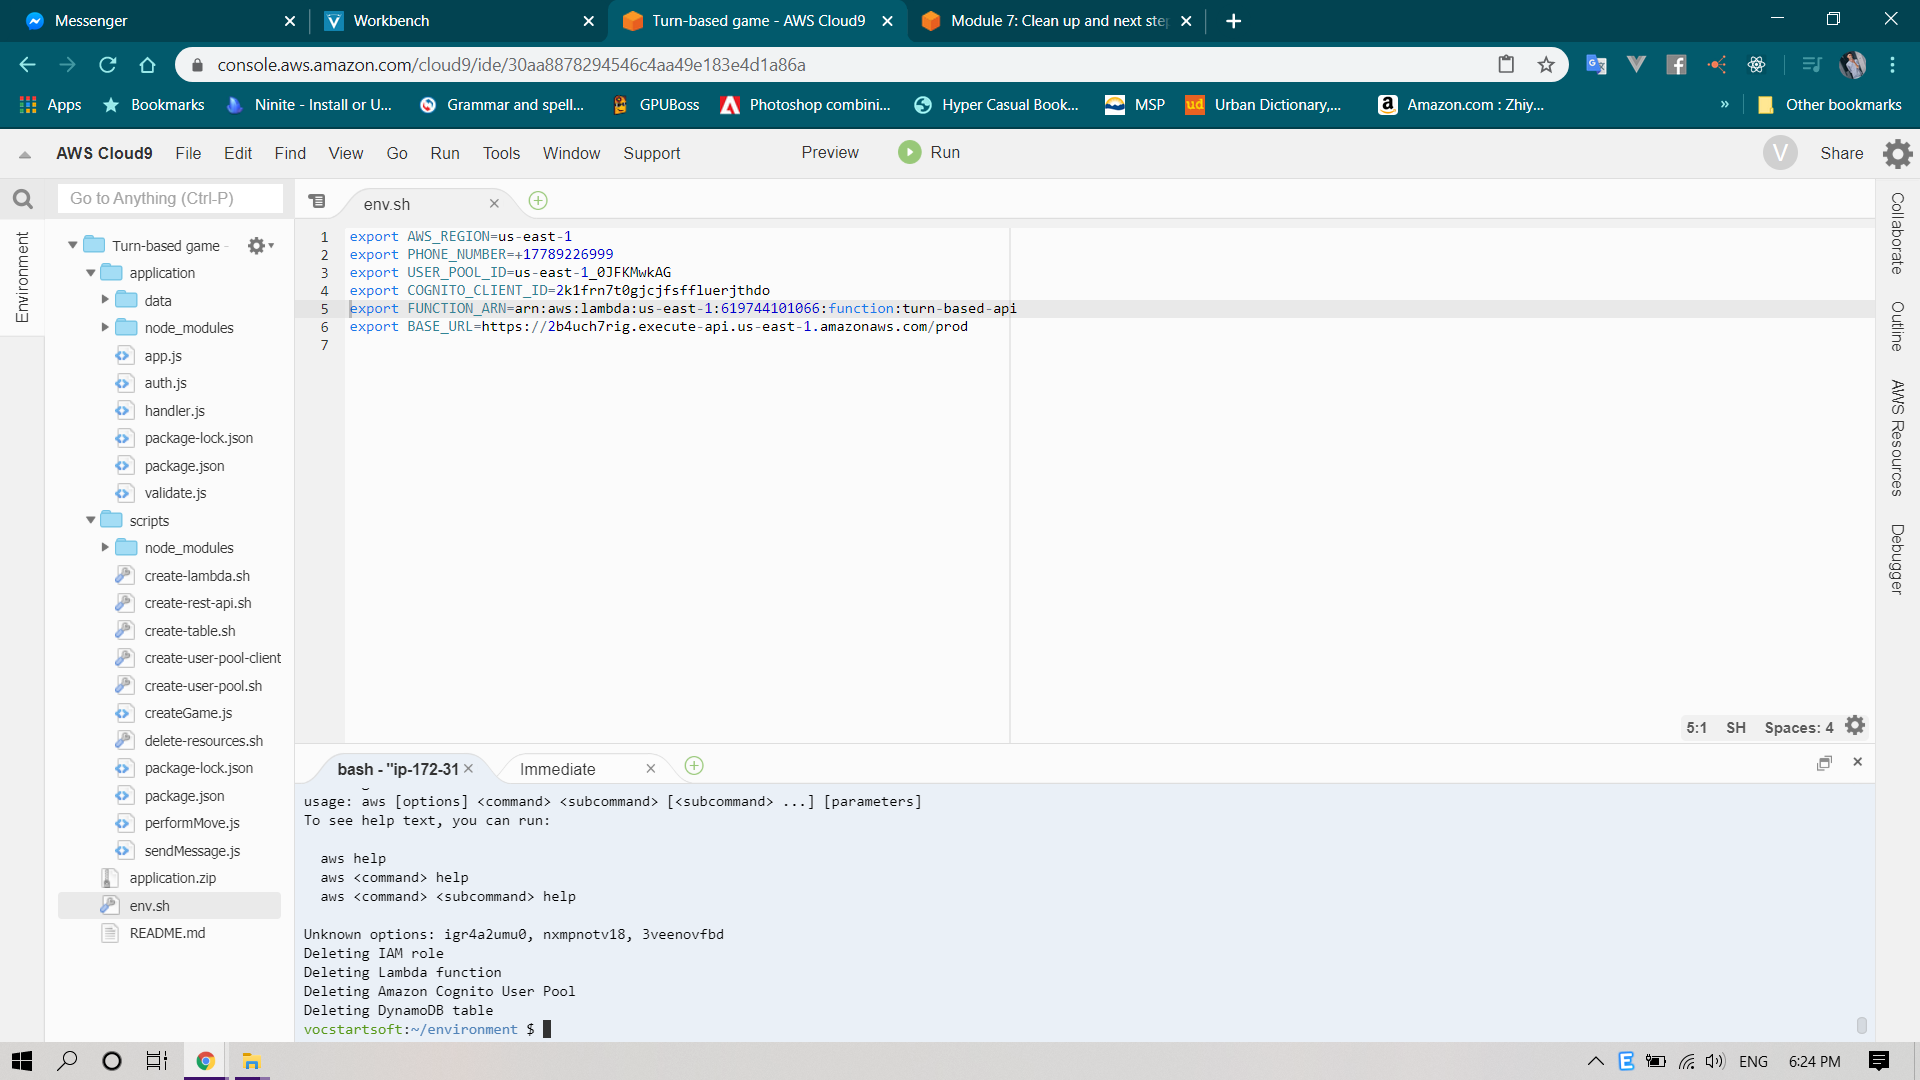 Messenger
Workbench
Turn-based game - AWS Cloud9
Module 7: Clean up and next step
console.aws.amazon.com/cloud9/ide/30aa8878294546c4aa49e183e4d1a86a
Apps
Bookmarks
Ninite - Install or U...
Grammar and spell...
GPUBoss
Photoshop combini...
Hyper Casual Book...
MSP
ud
Urban Dictionary,...
Amazon.com : Zhiy...
»
Other bookmarks
AWS Cloud9 File Edit Find View Go Run Tools Window Support Preview Run
V
Share
Go to Anything (Ctrl-P)
env.sh
Environment
Turn-based game -
application
data
node_modules
app.js
auth.js
handler.js
package-lock.json
package.json
validate.js
scripts
node_modules
create-lambda.sh
create-rest-api.sh
create-table.sh
create-user-pool-client
create-user-pool.sh
createGame.js
delete-resources.sh
package-lock.json
package.json
performMove.js
sendMessage.js
application.zip
env.sh
README.md
1 export AWS_REGION=us-east-1
2 export PHONE_NUMBER=+17789226999
3 export USER_POOL_ID=us-east-1_0JFKMwkAG
4 export COGNITO_CLIENT_ID=2k1frn7t0gjcjfsffluerjthdo
5 export FUNCTION_ARN=arn:aws:lambda:us-east-1:619744101066:function:turn-based-api
6 export BASE_URL=https://2b4uch7rig.execute-api.us-east-1.amazonaws.com/prod
7
5:1 SH Spaces: 4
Collaborate
Outline
AWS Resources
Debugger
bash - "ip-172-31
Immediate
usage: aws [options] <command> <subcommand> [<subcommand> ...] [parameters]
To see help text, you can run:
aws help
aws <command> help
aws <command> <subcommand> help
Unknown options: igr4a2umu0, nxmpnotv18, 3veenovfbd
Deleting IAM role
Deleting Lambda function
Deleting Amazon Cognito User Pool
Deleting DynamoDB table
vocstartsoft:~/environment $
ENG
6:24 PM